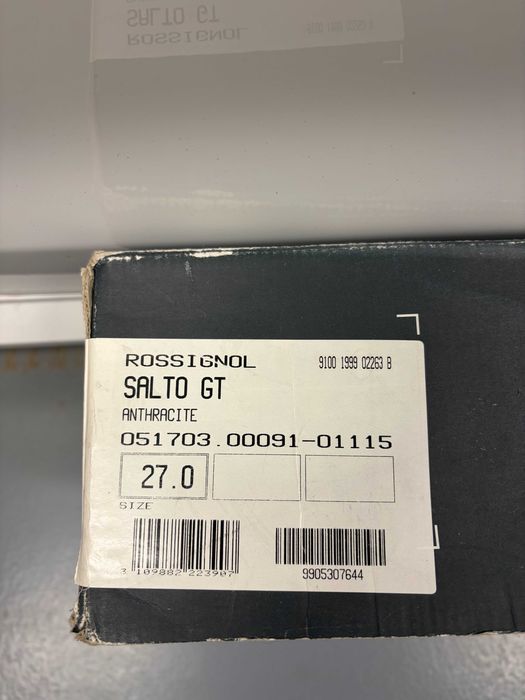 ROSSIGNOL 9100 1999 02263 B
SALTO GT
ANTHRACITE
051703.00091-01115
27.0
SIZE
3 109882 223907
9905307644